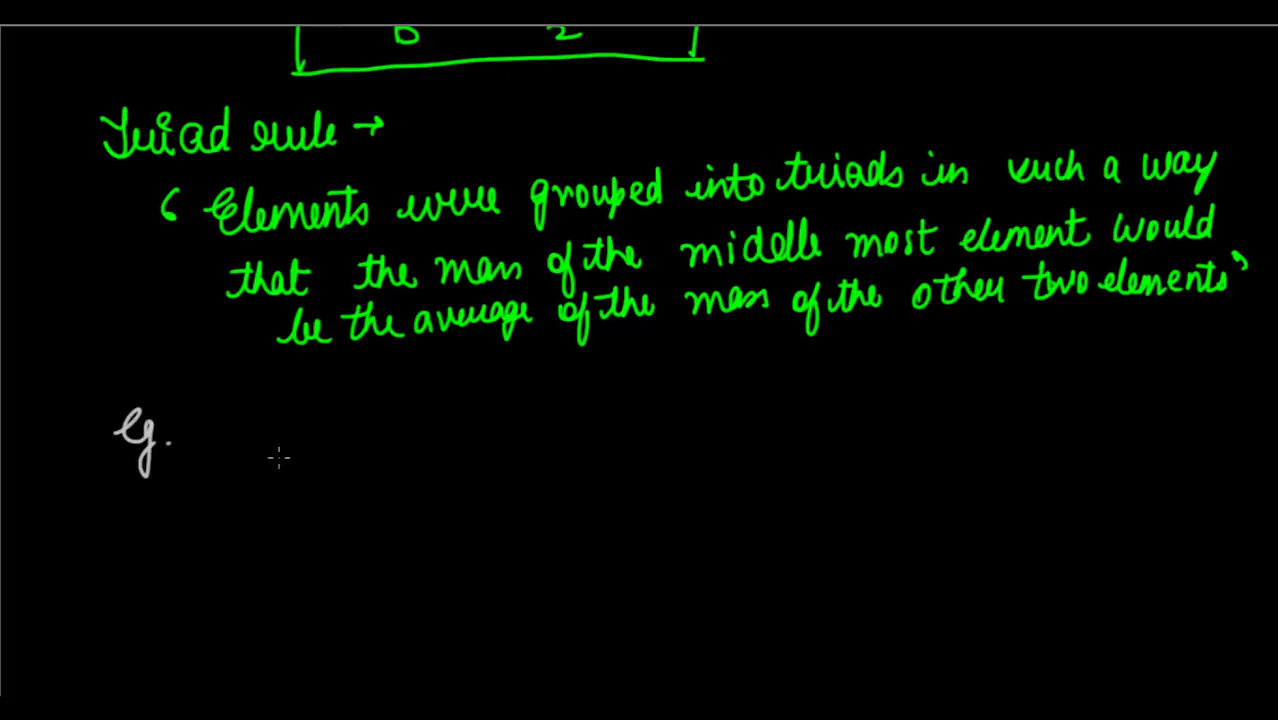 b 2
Triad rule →
‘ Elements were grouped into triads in such a way
that the mass of the middle most element would
be the average of the mass of the other two elements’
eg.